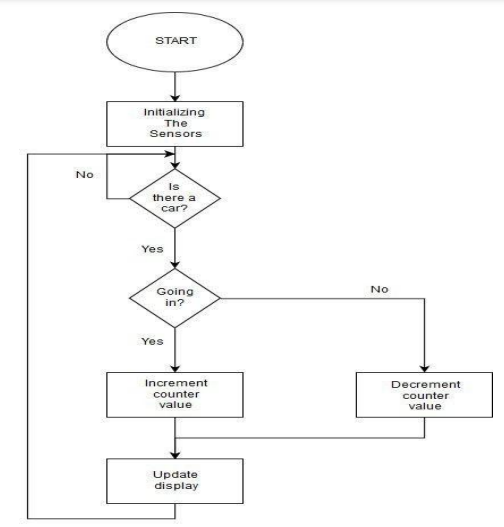 START
Initializing
The
Sensors
No
Is
there a
car?
Yes
Going
in?
No
Yes
Increment
counter
value
Decrement
counter
value
Update
display